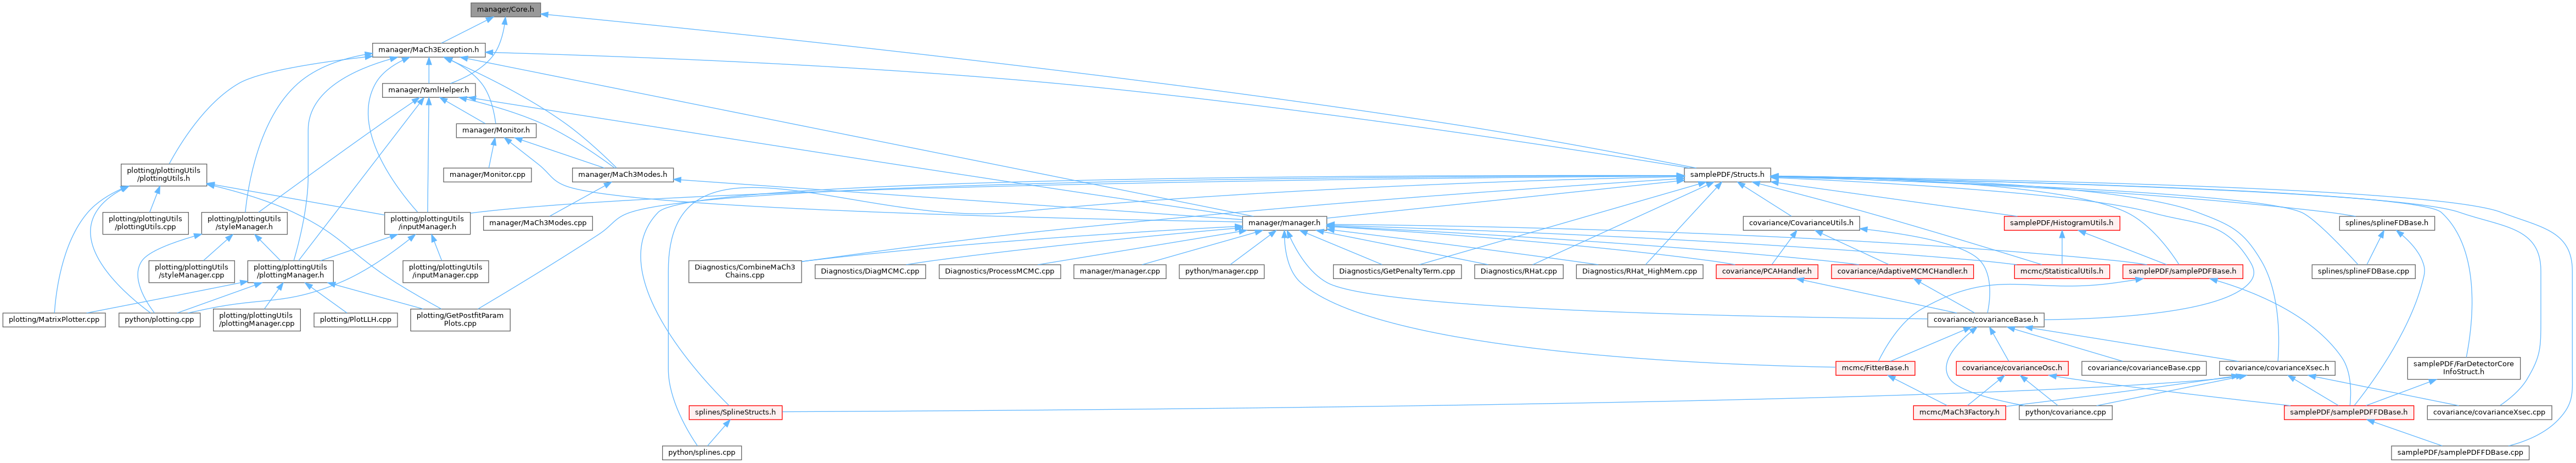 manager/Core.h
manager/MaCh3Exception.h
manager/YamlHelper.h
manager/Monitor.h
plotting/plottingUtils
/plottingUtils.h
manager/Monitor.cpp
manager/MaCh3Modes.h
samplePDF/Structs.h
plotting/plottingUtils
/plottingUtils.cpp
plotting/plottingUtils
/styleManager.h
plotting/plottingUtils
/inputManager.h
manager/MaCh3Modes.cpp
manager/manager.h
covariance/CovarianceUtils.h
samplePDF/HistogramUtils.h
splines/splineFDBase.h
plotting/plottingUtils
/styleManager.cpp
plotting/plottingUtils
/plottingManager.h
plotting/plottingUtils
/inputManager.cpp
Diagnostics/CombineMaCh3
Chains.cpp
Diagnostics/DiagMCMC.cpp
Diagnostics/ProcessMCMC.cpp
manager/manager.cpp
python/manager.cpp
Diagnostics/GetPenaltyTerm.cpp
Diagnostics/RHat.cpp
Diagnostics/RHat_HighMem.cpp
covariance/PCAHandler.h
covariance/AdaptiveMCMCHandler.h
mcmc/StatisticalUtils.h
samplePDF/samplePDFBase.h
splines/splineFDBase.cpp
plotting/MatrixPlotter.cpp
python/plotting.cpp
plotting/plottingUtils
/plottingManager.cpp
plotting/PlotLLH.cpp
plotting/GetPostfitParam
Plots.cpp
covariance/covarianceBase.h
mcmc/FitterBase.h
covariance/covarianceOsc.h
covariance/covarianceBase.cpp
covariance/covarianceXsec.h
samplePDF/FarDetectorCore
InfoStruct.h
splines/SplineStructs.h
mcmc/MaCh3Factory.h
python/covariance.cpp
samplePDF/samplePDFFDBase.h
covariance/covarianceXsec.cpp
python/splines.cpp
samplePDF/samplePDFFDBase.cpp